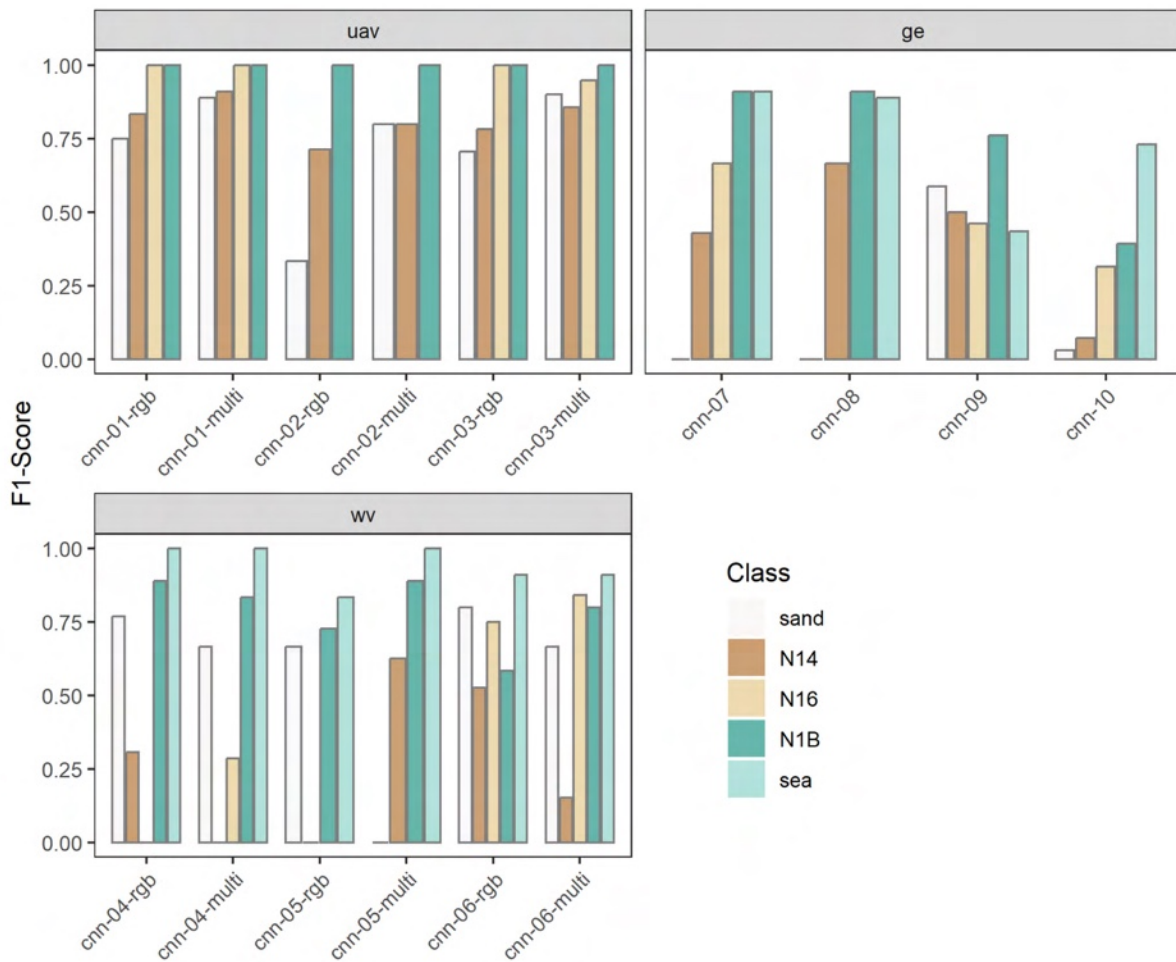 uav
ge
1.00
0.75
0.50
0.25
0.00
cnn-01-rgb
cnn-01-multi
cnn-02-rgb
cnn-02-multi
cnn-03-rgb
cnn-03-multi
cnn-07
cnn-08
cnn-09
cnn-10
F1-Score
wv
1.00
0.75
0.50
0.25
0.00
cnn-04-rgb
cnn-04-multi
cnn-05-rgb
cnn-05-multi
cnn-06-rgb
cnn-06-multi
Class
sand
N14
N16
N1B
sea